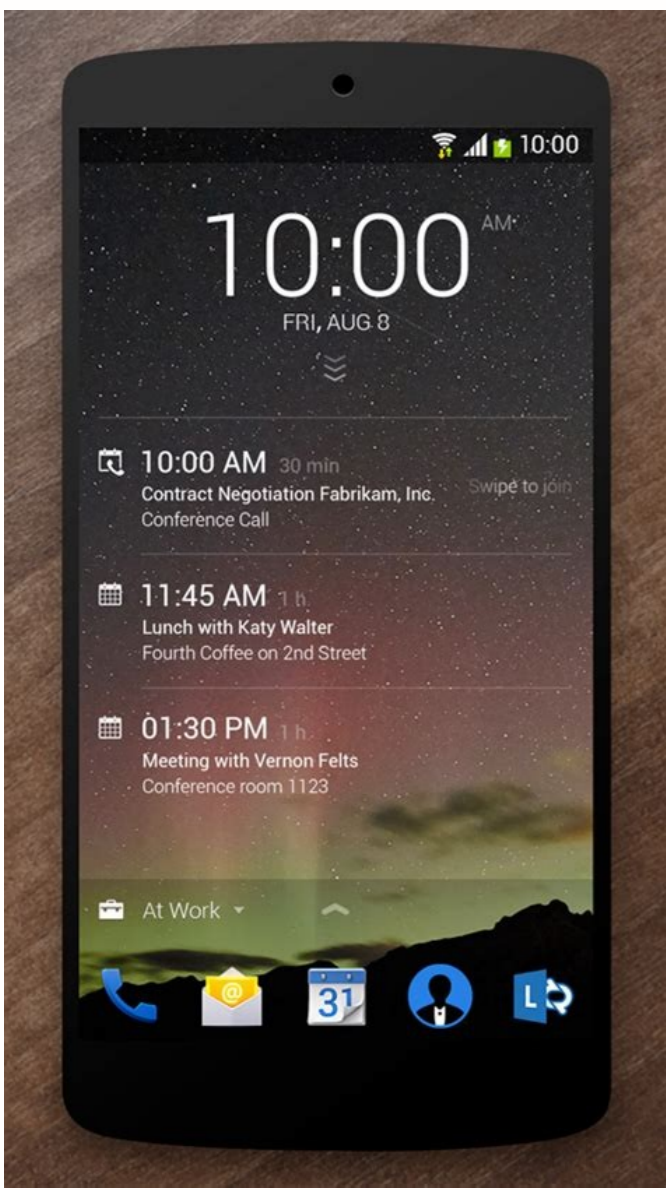 10:00
10:00 AM
FRI, AUG 8
10:00 AM 30 min
Contract Negotiation Fabrikam, Inc.
Swipe to join
Conference Call
11:45 AM 1 h
Lunch with Katy Walter
Fourth Coffee on 2nd Street
01:30 PM 1 h
Meeting with Vernon Felts
Conference room 1123
At Work
@
31
L